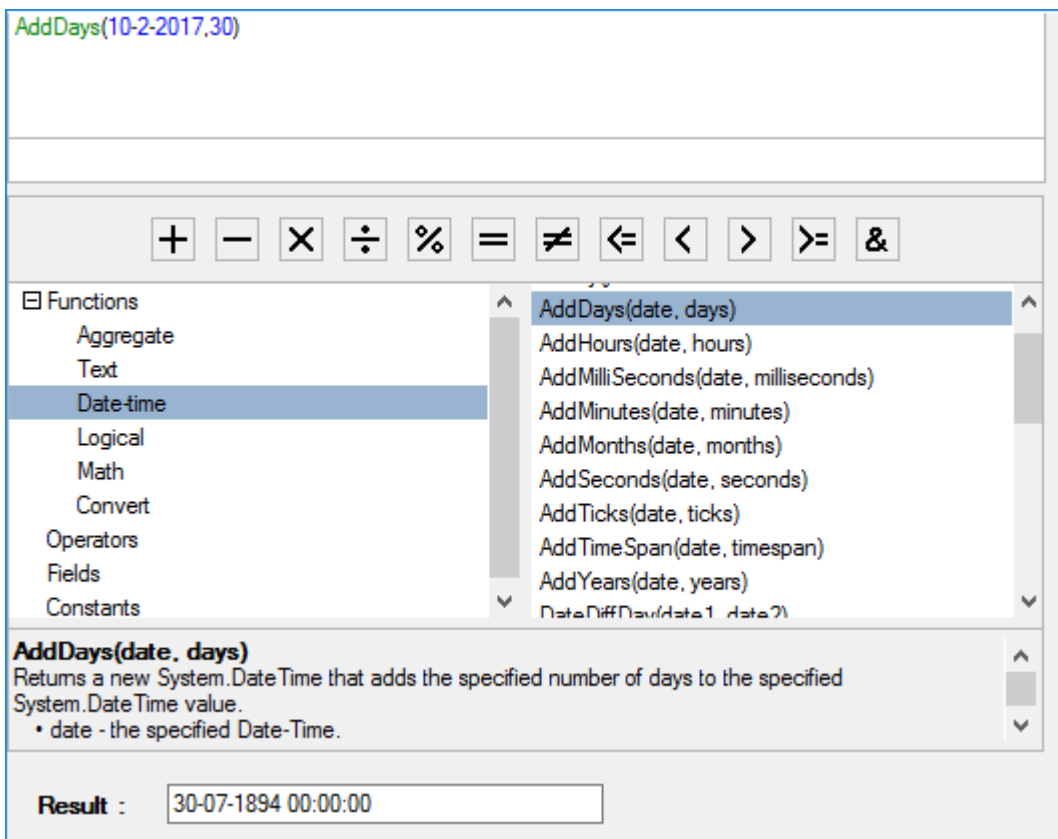 AddDays(10-2-2017,30)
+ − × ÷ % = ≠ <= < > >= &
Functions
Aggregate
Text
Date-time
Logical
Math
Convert
Operators
Fields
Constants
AddDays(date, days)
AddHours(date, hours)
AddMilliSeconds(date, milliseconds)
AddMinutes(date, minutes)
AddMonths(date, months)
AddSeconds(date, seconds)
AddTicks(date, ticks)
AddTimeSpan(date, timespan)
AddYears(date, years)
DateDiffDay(date1, date2)
AddDays(date, days)
Returns a new System.DateTime that adds the specified number of days to the specified
System.DateTime value.
• date - the specified Date-Time.
Result :
30-07-1894 00:00:00